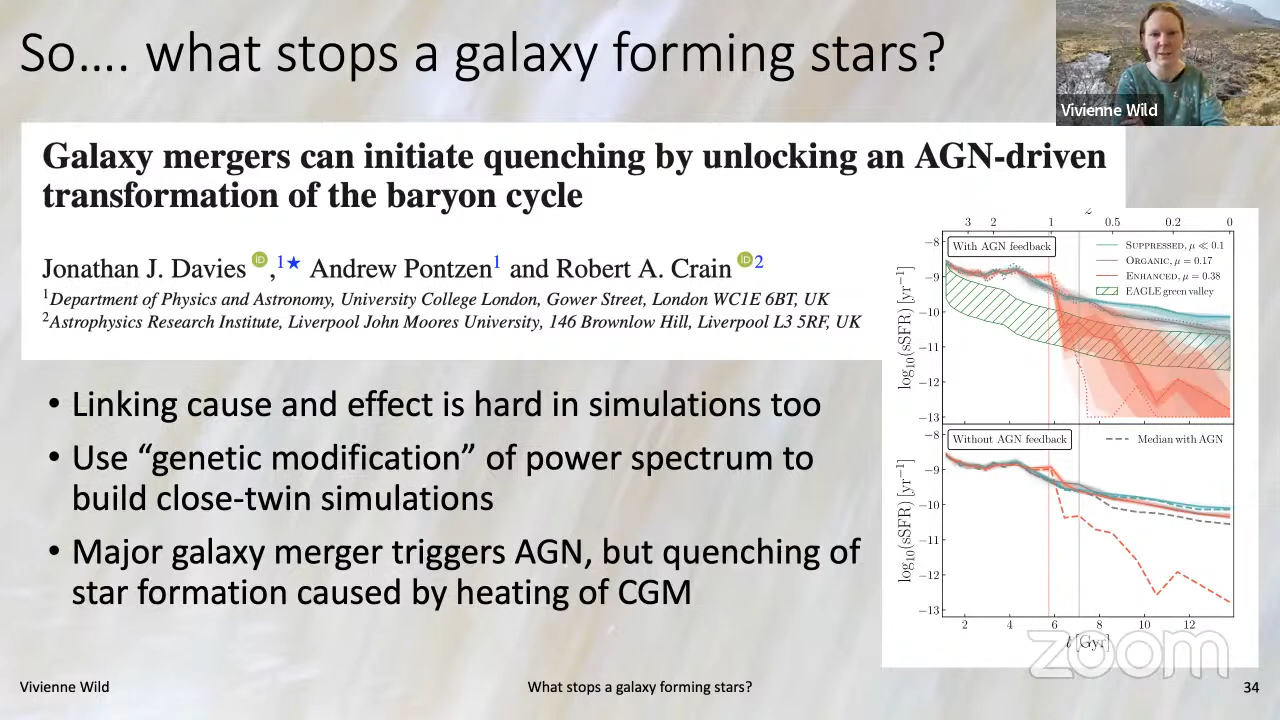 So…. what stops a galaxy forming stars?
Vivienne Wild
Galaxy mergers can initiate quenching by unlocking an AGN-driven
transformation of the baryon cycle
Jonathan J. Davies iD,1★ Andrew Pontzen1 and Robert A. Crain iD2
1Department of Physics and Astronomy, University College London, Gower Street, London WC1E 6BT, UK
2Astrophysics Research Institute, Liverpool John Moores University, 146 Brownlow Hill, Liverpool L3 5RF, UK
• Linking cause and effect is hard in simulations too
• Use “genetic modification” of power spectrum to
build close-twin simulations
• Major galaxy merger triggers AGN, but quenching of
star formation caused by heating of CGM
z
3 2 1 0.5 0.2 0
With AGN feedback
SUPPRESSED, μ ≪ 0.1
ORGANIC, μ = 0.17
ENHANCED, μ = 0.38
EAGLE green valley
log10(sSFR) [yr−1]
−8
−9
−10
−11
−12
−13
Without AGN feedback
Median with AGN
log10(sSFR) [yr−1]
−8
−9
−10
−11
−12
−13
2 4 6 8 10 12
t [Gyr]
zoom
Vivienne Wild
What stops a galaxy forming stars?
34